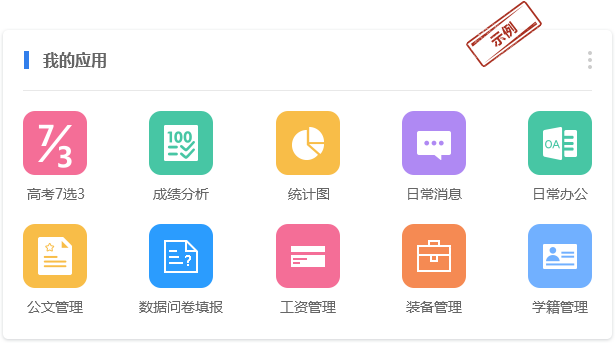 示例
我的应用
7/3
100
OA
高考7选3
成绩分析
统计图
日常消息
日常办公
?
公文管理
数据问卷填报
工资管理
装备管理
学籍管理